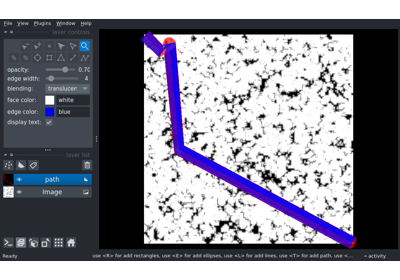 File View Plugins Window Help
layer controls
opacity: 0.70
edge width: 4
blending: translucen
face color: white
edge color: blue
display text:
layer list
path
Image
Ready use <R> for add rectangles, use <E> for add ellipses, use <L> for add lines, use <T> for add path, use <... activity